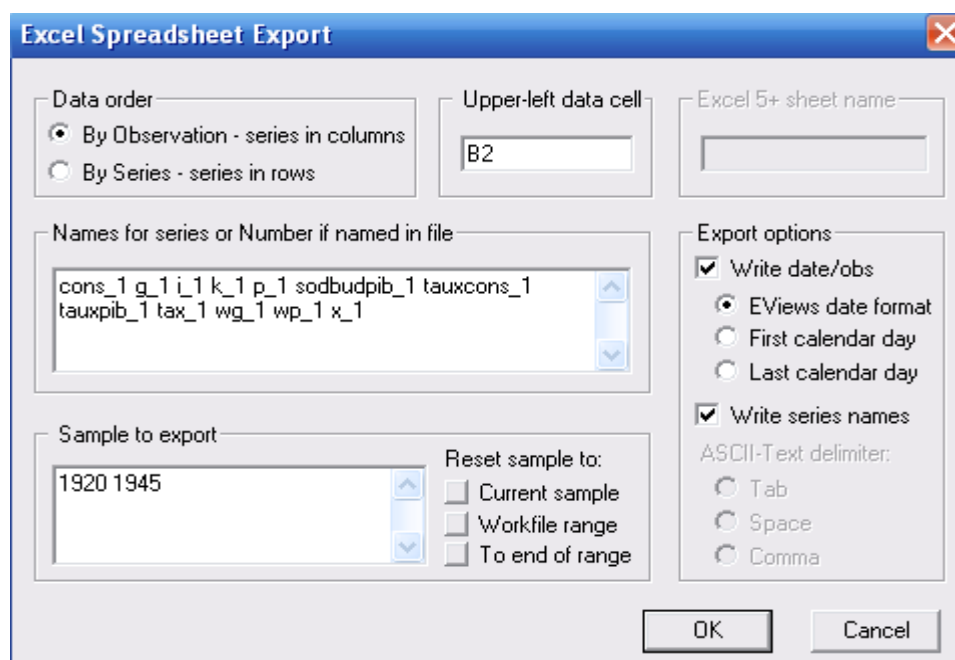 Excel Spreadsheet Export
Data order
By Observation - series in columns
By Series - series in rows
Upper-left data cell
B2
Excel 5+ sheet name
Names for series or Number if named in file
cons_1 g_1 i_1 k_1 p_1 sodbudpib_1 tauxcons_1
tauxpib_1 tax_1 wg_1 wp_1 x_1
Export options
Write date/obs
EViews date format
First calendar day
Last calendar day
Write series names
ASCII-Text delimiter:
Tab
Space
Comma
Sample to export
1920 1945
Reset sample to:
Current sample
Workfile range
To end of range
OK
Cancel